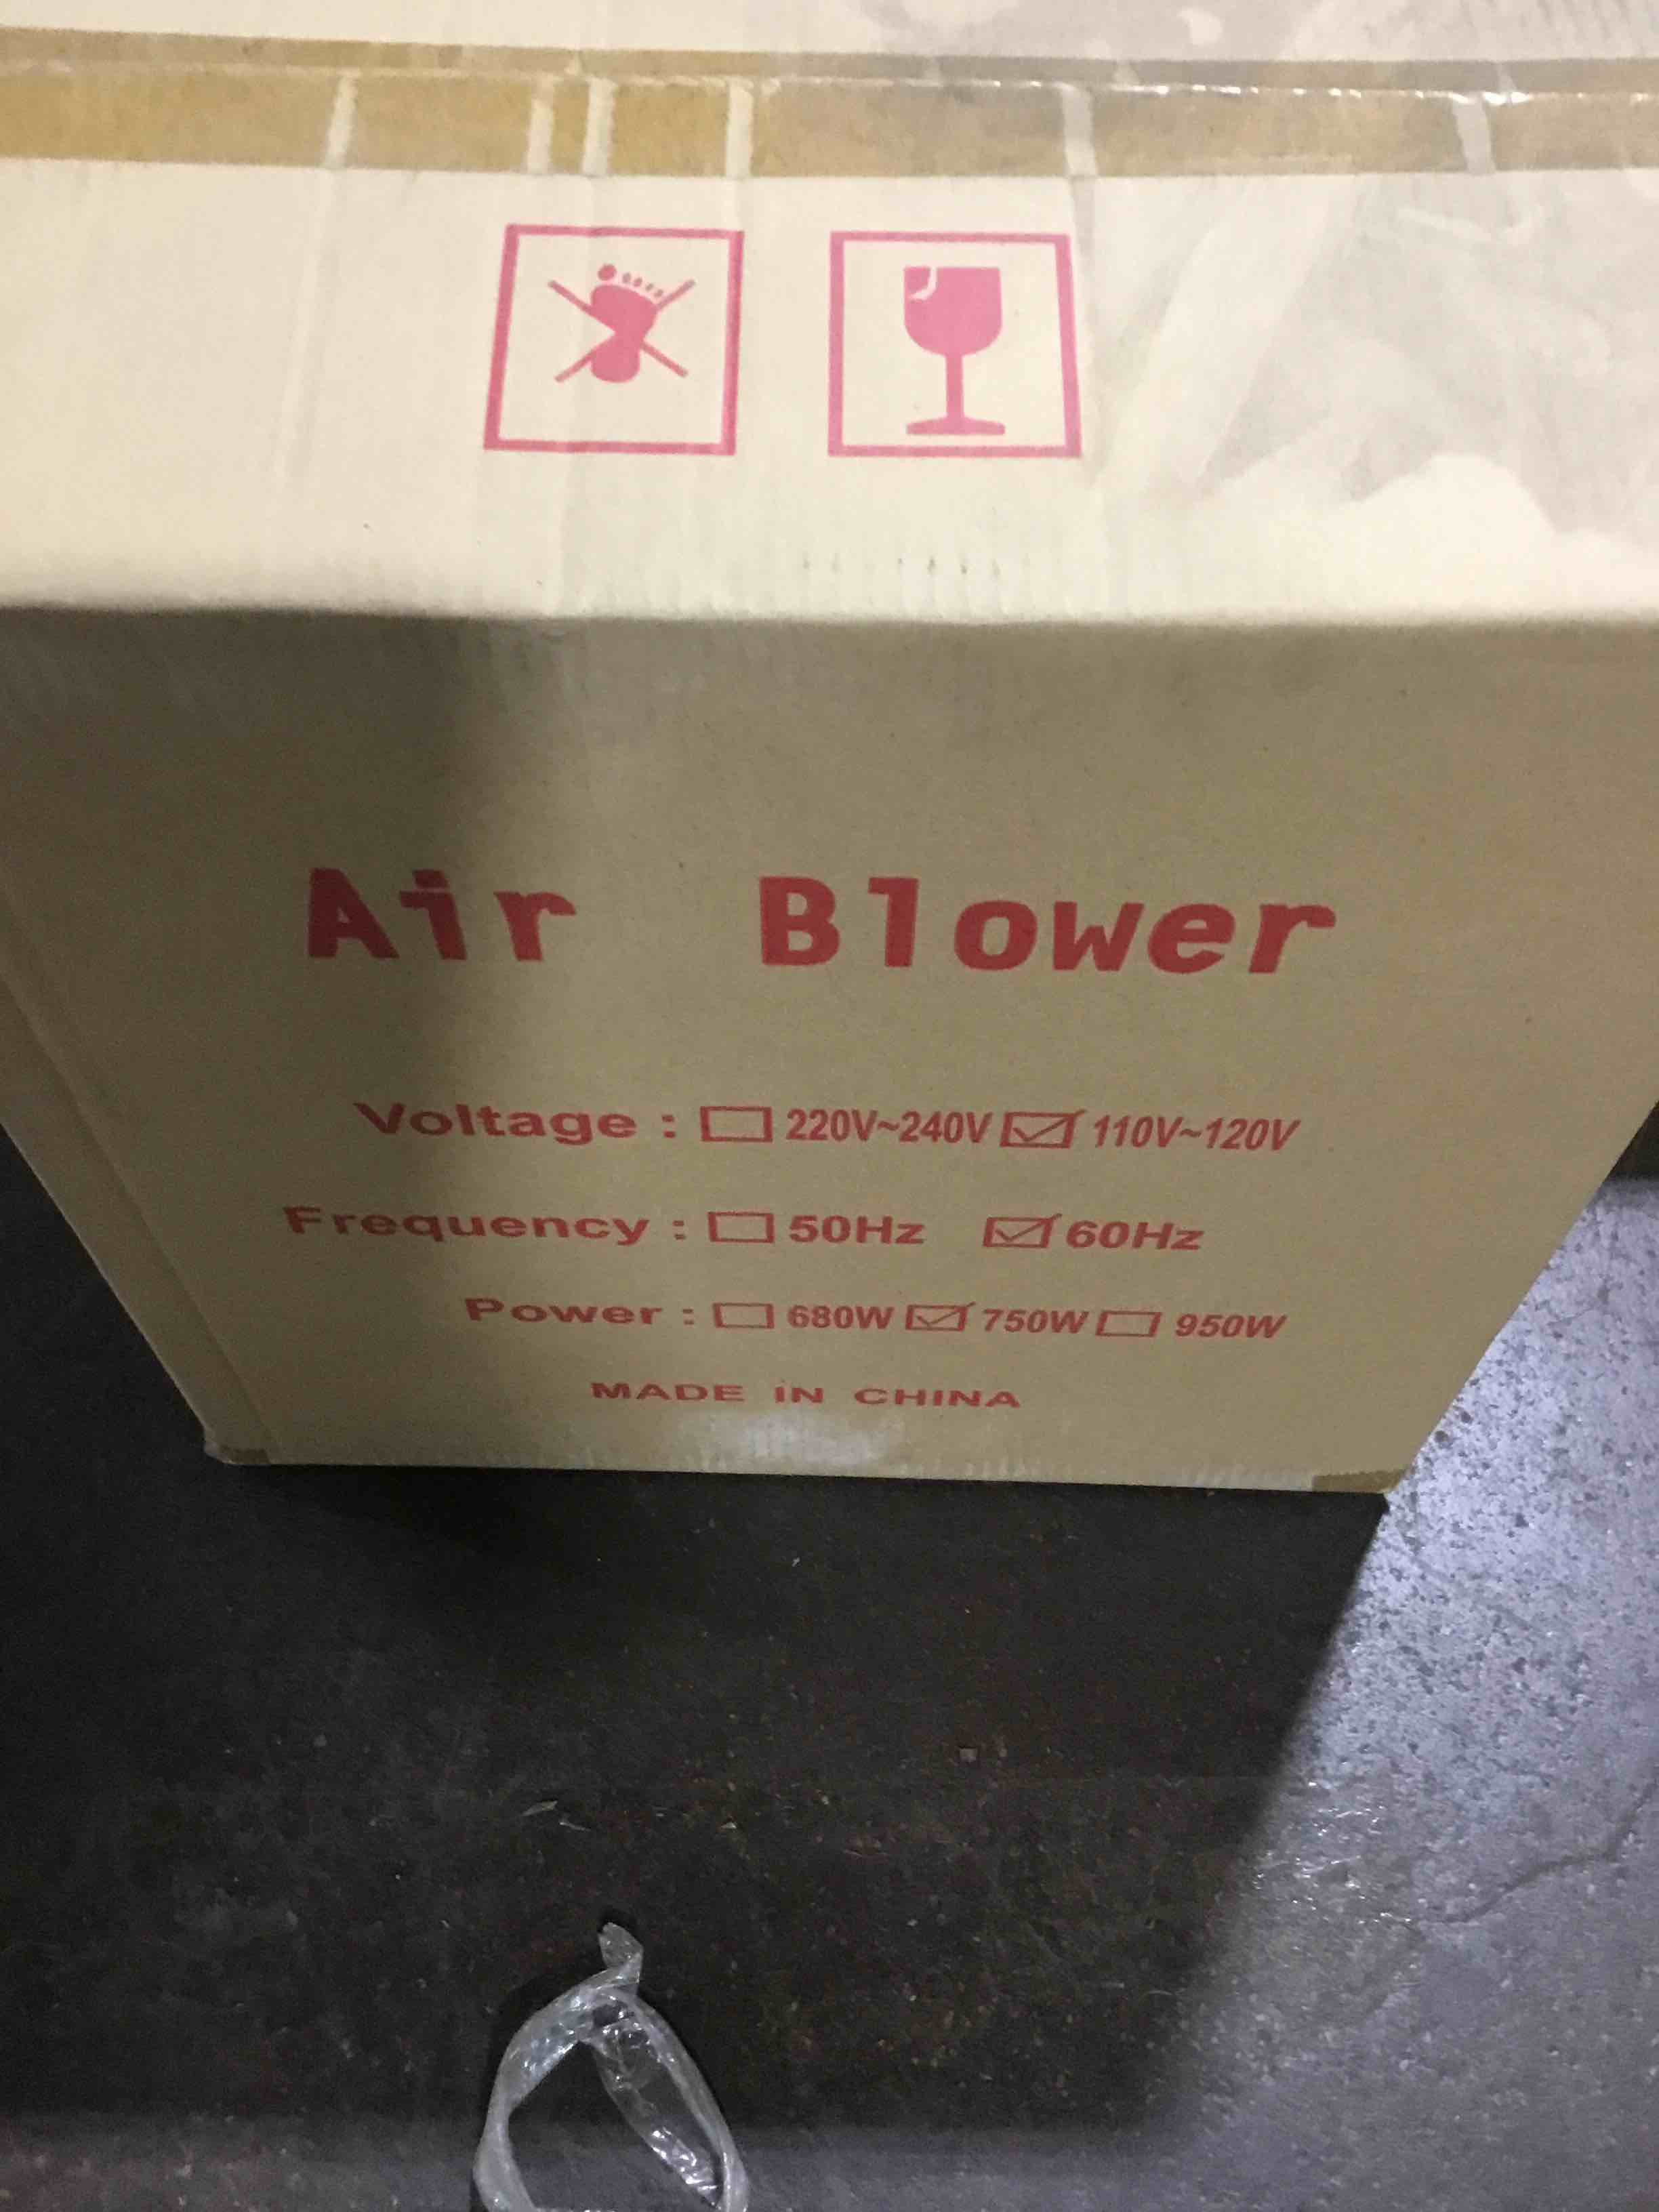 Air Blower
Voltage : 220V~240V 110V~120V
Frequency : 50Hz 60Hz
Power : 680W 750W 950W
MADE iN CHINA